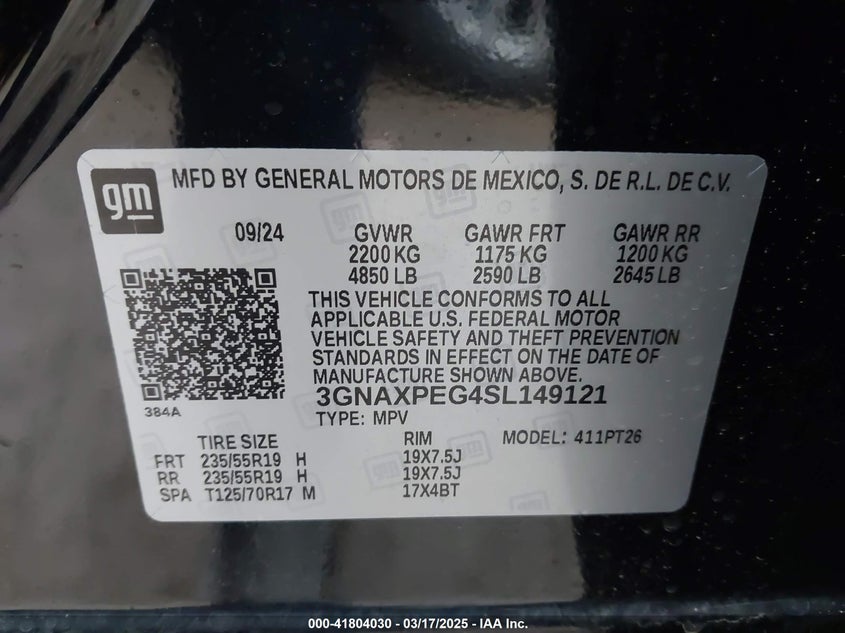 gm
MFD BY GENERAL MOTORS DE MEXICO, S. DE R.L. DE C.V.
09/24 GVWR GAWR FRT GAWR RR
2200 KG 1175 KG 1200 KG
4850 LB 2590 LB 2645 LB
THIS VEHICLE CONFORMS TO ALL
APPLICABLE U.S. FEDERAL MOTOR
VEHICLE SAFETY AND THEFT PREVENTION
STANDARDS IN EFFECT ON THE DATE OF
MANUFACTURE SHOWN ABOVE.
384A
3GNAXPEG4SL149121
TYPE: MPV
TIRE SIZE RIM MODEL: 411PT26
FRT 235/55R19 H 19X7.5J
RR 235/55R19 H 19X7.5J
SPA T125/70R17 M 17X4BT
000-41804030 - 03/17/2025 - IAA Inc.